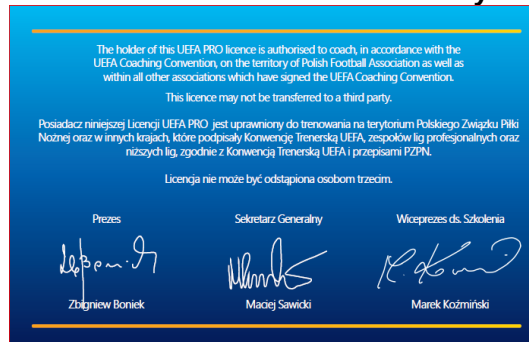 The holder of this UEFA PRO licence is authorised to coach, in accordance with the
UEFA Coaching Convention, on the territory of Polish Football Association as well as
within all other associations which have signed the UEFA Coaching Convention.
This licence may not be transferred to a third party.
Posiadacz niniejszej Licencji UEFA PRO jest uprawniony do trenowania na terytorium Polskiego Związku Piłki
Nożnej oraz w innych krajach, które podpisały Konwencję Trenerską UEFA, zespołów lig profesjonalnych oraz
niższych lig, zgodnie z Konwencją Trenerską UEFA i przepisami PZPN.
Licencja nie może być odstąpiona osobom trzecim.
Prezes Sekretarz Generalny Wiceprezes ds. Szkolenia
Zbigniew Boniek Maciej Sawicki Marek Koźmiński